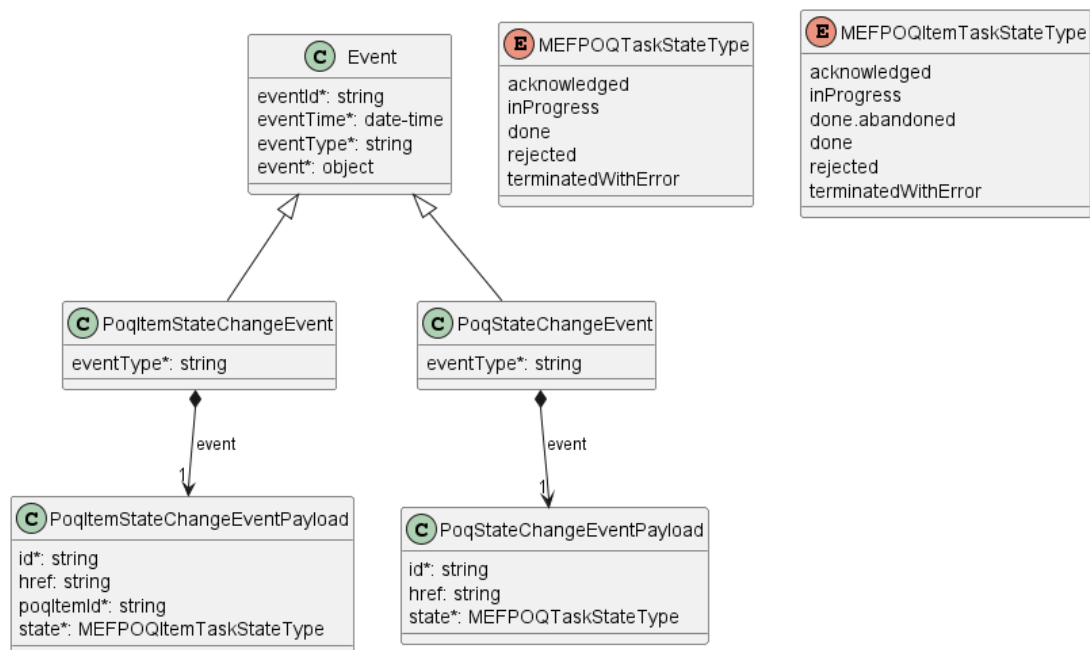 C Event
eventId*: string
eventTime*: date-time
eventType*: string
event*: object
E MEFPOQTaskStateType
acknowledged
inProgress
done
rejected
terminatedWithError
E MEFPOQItemTaskStateType
acknowledged
inProgress
done.abandoned
done
rejected
terminatedWithError
C PoqItemStateChangeEvent
eventType*: string
C PoqStateChangeEvent
eventType*: string
event
1
event
1
C PoqItemStateChangeEventPayload
id*: string
href: string
poqItemId*: string
state*: MEFPOQItemTaskStateType
C PoqStateChangeEventPayload
id*: string
href: string
state*: MEFPOQTaskStateType